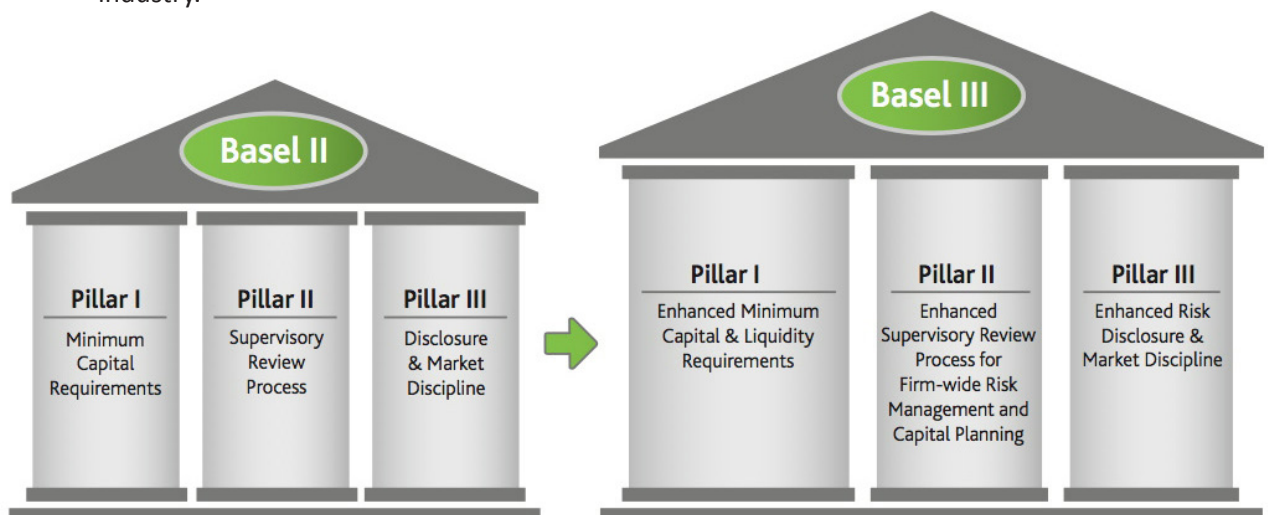 industry.
Basel II
Pillar I
Minimum
Capital
Requirements
Pillar II
Supervisory
Review
Process
Pillar III
Disclosure
& Market
Discipline
Basel III
Pillar I
Enhanced Minimum
Capital & Liquidity
Requirements
Pillar II
Enhanced
Supervisory Review
Process for
Firm-wide Risk
Management and
Capital Planning
Pillar III
Enhanced Risk
Disclosure &
Market Discipline